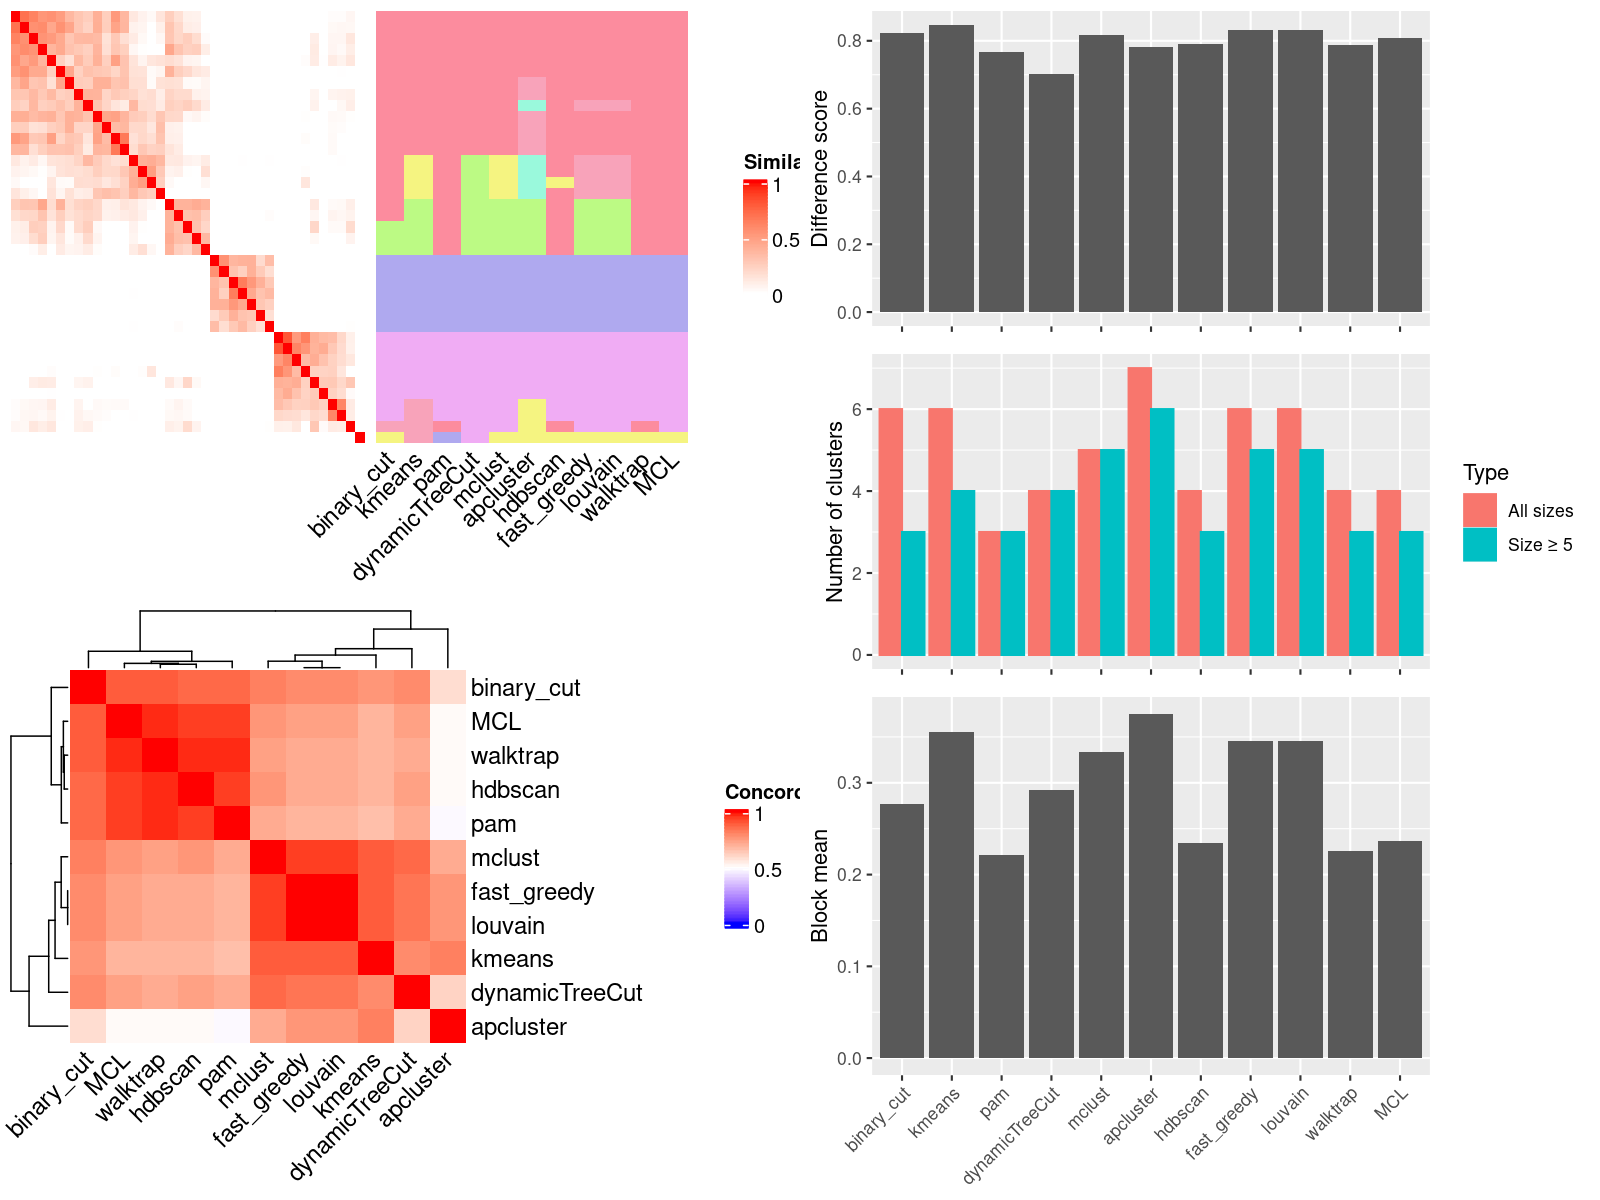 Simila
1
0.5
0
binary_cut
kmeans
pam
dynamicTreeCut
mclust
apcluster
hdbscan
fast_greedy
louvain
walktrap
MCL
Difference score
0.8
0.6
0.4
0.2
0.0
Number of clusters
6
4
2
0
Type
All sizes
Size ≥ 5
binary_cut
MCL
walktrap
hdbscan
pam
mclust
fast_greedy
louvain
kmeans
dynamicTreeCut
apcluster
binary_cut
MCL
walktrap
hdbscan
pam
mclust
fast_greedy
louvain
kmeans
dynamicTreeCut
apcluster
Concord
1
0.5
0
Block mean
0.3
0.2
0.1
0.0
binary_cut
kmeans
pam
dynamicTreeCut
mclust
apcluster
hdbscan
fast_greedy
louvain
walktrap
MCL